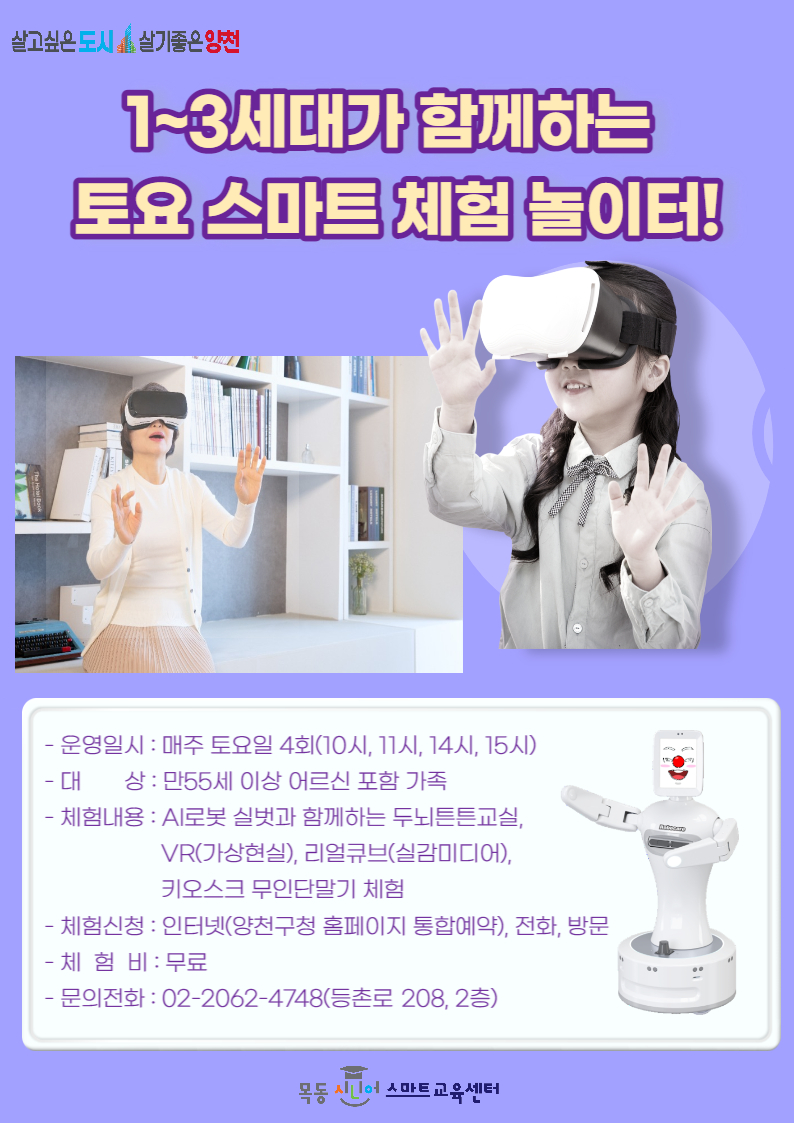 살고싶은도시 살기좋은양천
1~3세대가 함께하는
토요 스마트 체험 놀이터!
- 운영일시 : 매주 토요일 4회(10시, 11시, 14시, 15시)
- 대 상 : 만55세 이상 어르신 포함 가족
- 체험내용 : AI로봇 실벗과 함께하는 두뇌튼튼교실,
VR(가상현실), 리얼큐브(실감미디어),
키오스크 무인단말기 체험
- 체험신청 : 인터넷(양천구청 홈페이지 통합예약), 전화, 방문
- 체 험 비 : 무료
- 문의전화 : 02-2062-4748(등촌로 208, 2층)
Robocare
목동 시니어 스마트교육센터